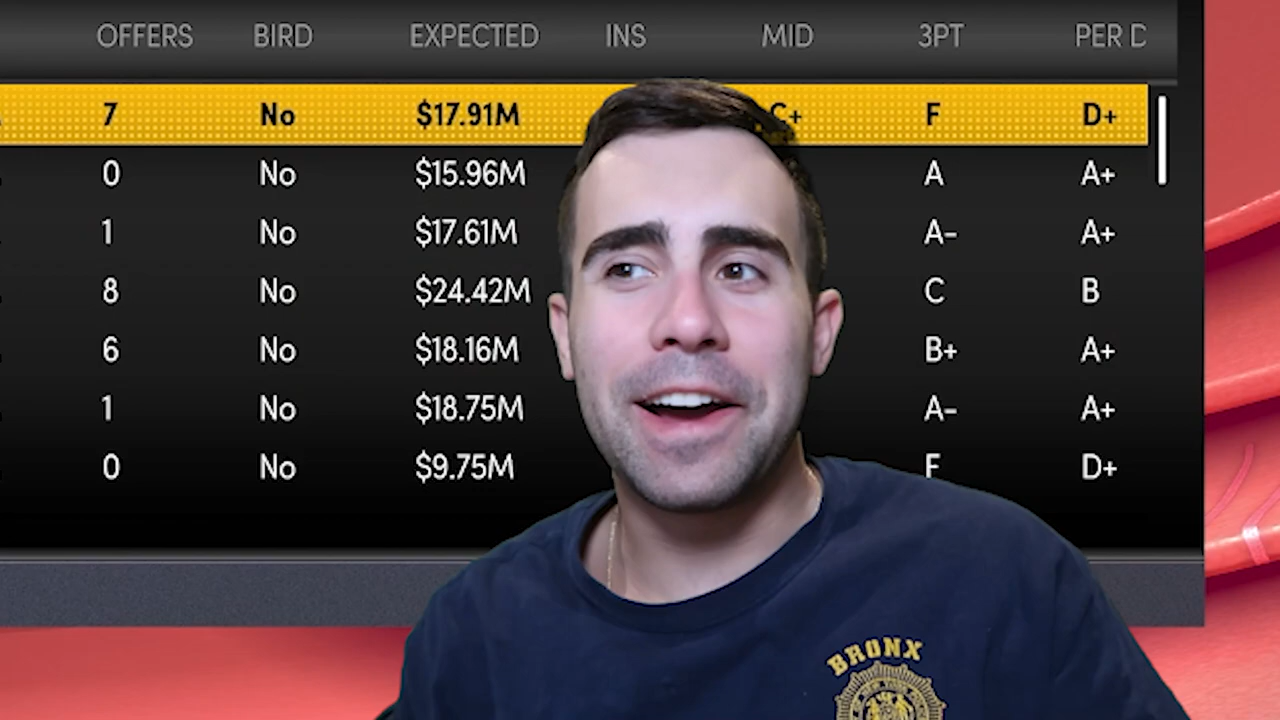 OFFERS BIRD EXPECTED INS MID 3PT PER D
7 No $17.91M C+ F D+
0 No $15.96M A A+
1 No $17.61M A- A+
8 No $24.42M C B
6 No $18.16M B+ A+
1 No $18.75M A- A+
0 No $9.75M F D+
BRONX